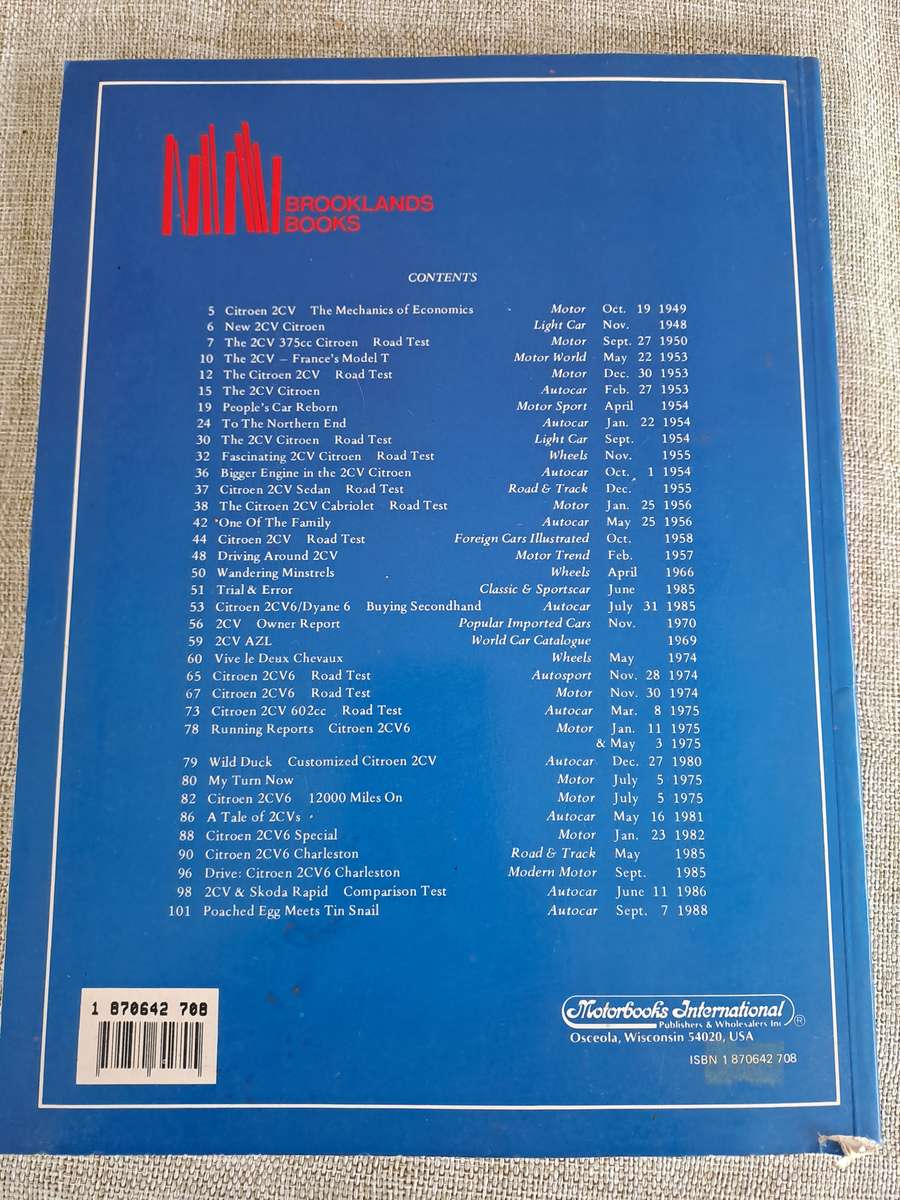 BROOKLANDS
BOOKS
CONTENTS
5 Citroen 2CV The Mechanics of Economics Motor Oct. 19 1949
6 New 2CV Citroen Light Car Nov. 1948
7 The 2CV 375cc Citroen Road Test Motor Sept. 27 1950
10 The 2CV – France's Model T Motor World May 22 1953
12 The Citroen 2CV Road Test Motor Dec. 30 1953
15 The 2CV Citroen Autocar Feb. 27 1953
19 People's Car Reborn Motor Sport April 1954
24 To The Northern End Autocar Jan. 22 1954
30 The 2CV Citroen Road Test Light Car Sept. 1954
32 Fascinating 2CV Citroen Road Test Wheels Nov. 1955
36 Bigger Engine in the 2CV Citroen Autocar Oct. 1 1954
37 Citroen 2CV Sedan Road Test Road & Track Dec. 1955
38 The Citroen 2CV Cabriolet Road Test Motor Jan. 25 1956
42 One Of The Family Autocar May 25 1956
44 Citroen 2CV Road Test Foreign Cars Illustrated Oct. 1958
48 Driving Around 2CV Motor Trend Feb. 1957
50 Wandering Minstrels Wheels April 1966
51 Trial & Error Classic & Sportscar June 1985
53 Citroen 2CV6/Dyane 6 Buying Secondhand Autocar July 31 1985
56 2CV Owner Report Popular Imported Cars Nov. 1970
59 2CV AZL World Car Catalogue 1969
60 Vive le Deux Chevaux Wheels May 1974
65 Citroen 2CV6 Road Test Autosport Nov. 28 1974
67 Citroen 2CV6 Road Test Motor Nov. 30 1974
73 Citroen 2CV 602cc Road Test Autocar Mar. 8 1975
78 Running Reports Citroen 2CV6 Motor Jan. 11 1975
& May 3 1975
79 Wild Duck Customized Citroen 2CV Autocar Dec. 27 1980
80 My Turn Now Motor July 5 1975
82 Citroen 2CV6 12000 Miles On Motor July 5 1975
86 A Tale of 2CVs Autocar May 16 1981
88 Citroen 2CV6 Special Motor Jan. 23 1982
90 Citroen 2CV6 Charleston Road & Track May 1985
96 Drive: Citroen 2CV6 Charleston Modern Motor Sept. 1985
98 2CV & Skoda Rapid Comparison Test Autocar June 11 1986
101 Poached Egg Meets Tin Snail Autocar Sept. 7 1988
1 870642 708
Motorbooks International
Publishers & Wholesalers Inc ®
Osceola, Wisconsin 54020, USA
ISBN 1 870642 708